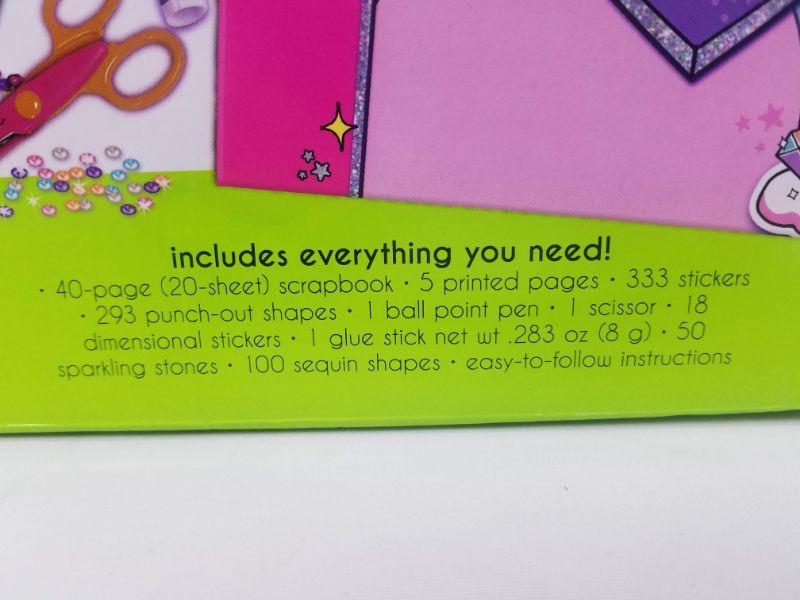 includes everything you need!
· 40-page (20-sheet) scrapbook · 5 printed pages · 333 stickers
· 293 punch-out shapes · 1 ball point pen · 1 scissor · 18
dimensional stickers · 1 glue stick net wt .283 oz (8 g) · 50
sparkling stones · 100 sequin shapes · easy-to-follow instructions